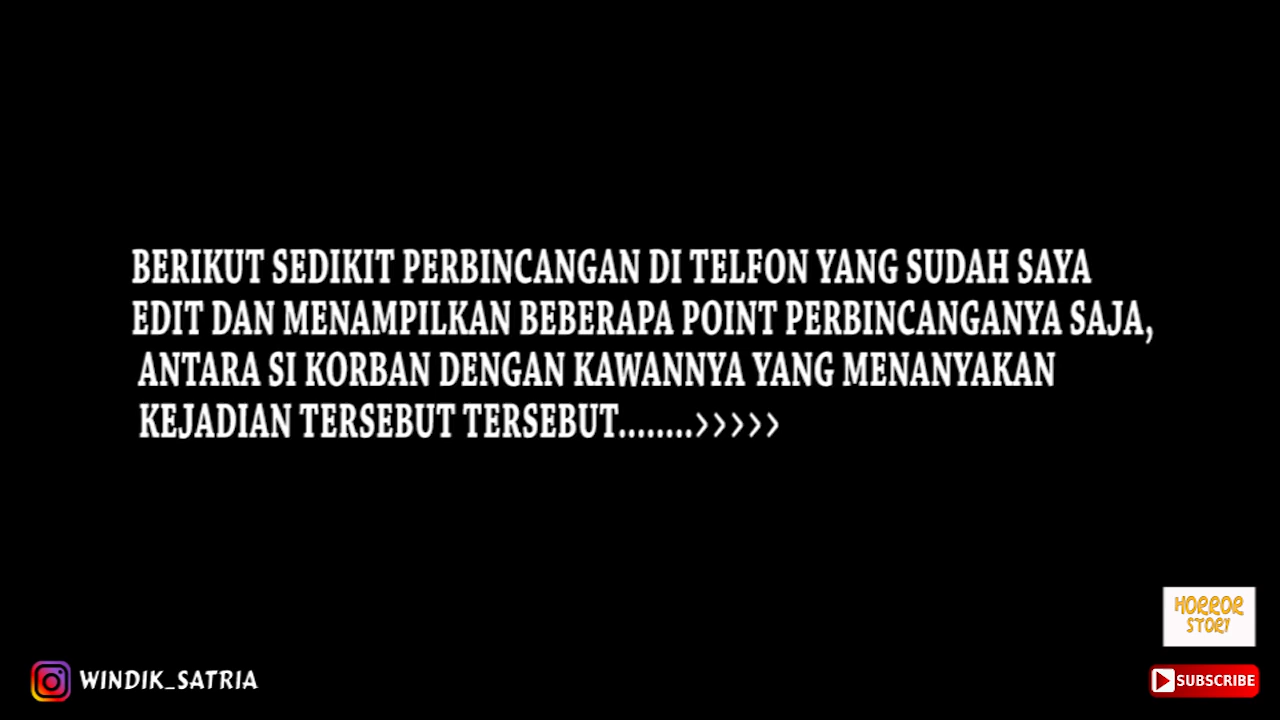 BERIKUT SEDIKIT PERBINCANGAN DI TELFON YANG SUDAH SAYA
EDIT DAN MENAMPILKAN BEBERAPA POINT PERBINCANGANYA SAJA,
ANTARA SI KORBAN DENGAN KAWANNYA YANG MENANYAKAN
KEJADIAN TERSEBUT TERSEBUT........>>>>>
HORROR
STORY
WINDIK_SATRIA
SUBSCRIBE